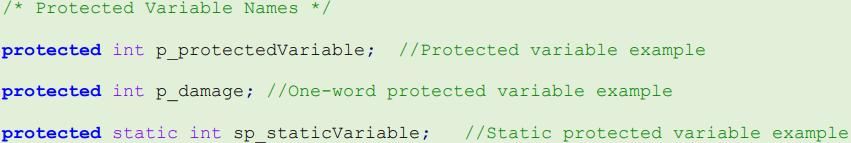 /* Protected Variable Names */
protected int p_protectedVariable;  //Protected variable example
protected int p_damage; //One-word protected variable example
protected static int sp_staticVariable;   //Static protected variable example